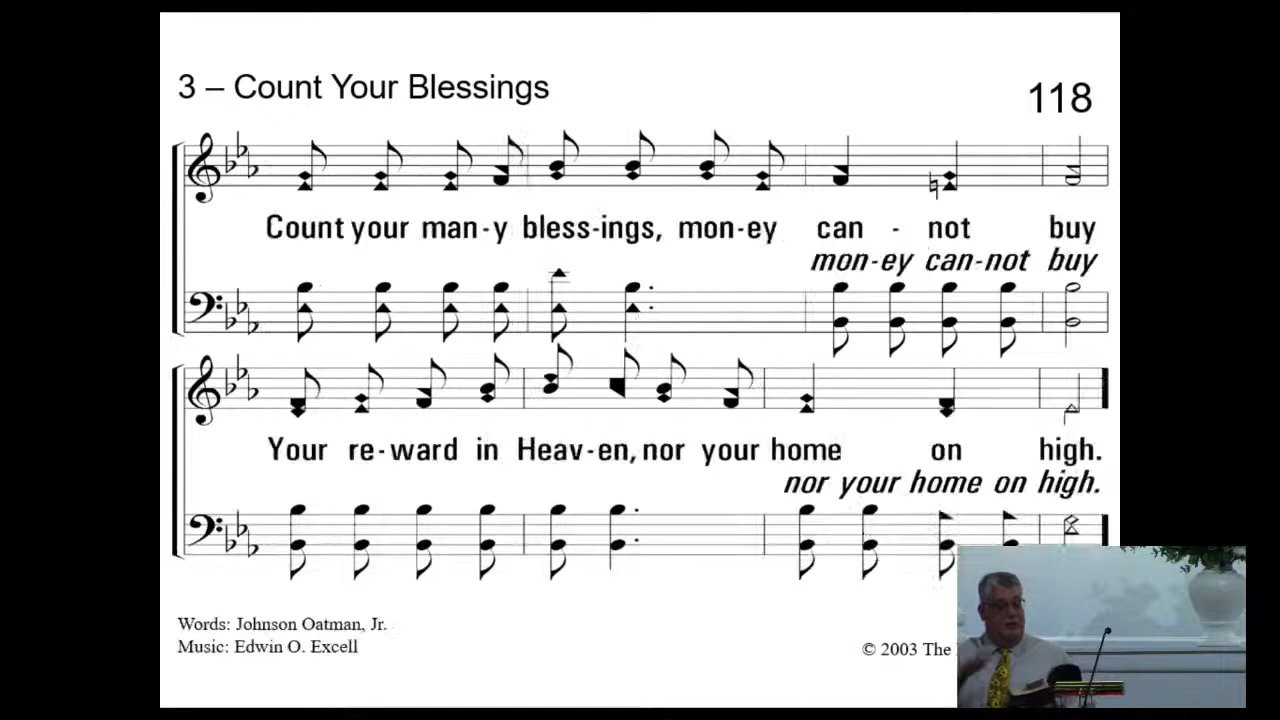 3 – Count Your Blessings
118
Count your man-y bless-ings, mon-ey can - not buy
mon-ey can-not buy
Your re-ward in Heav-en, nor your home on high.
nor your home on high.
Words: Johnson Oatman, Jr.
Music: Edwin O. Excell
© 2003 The